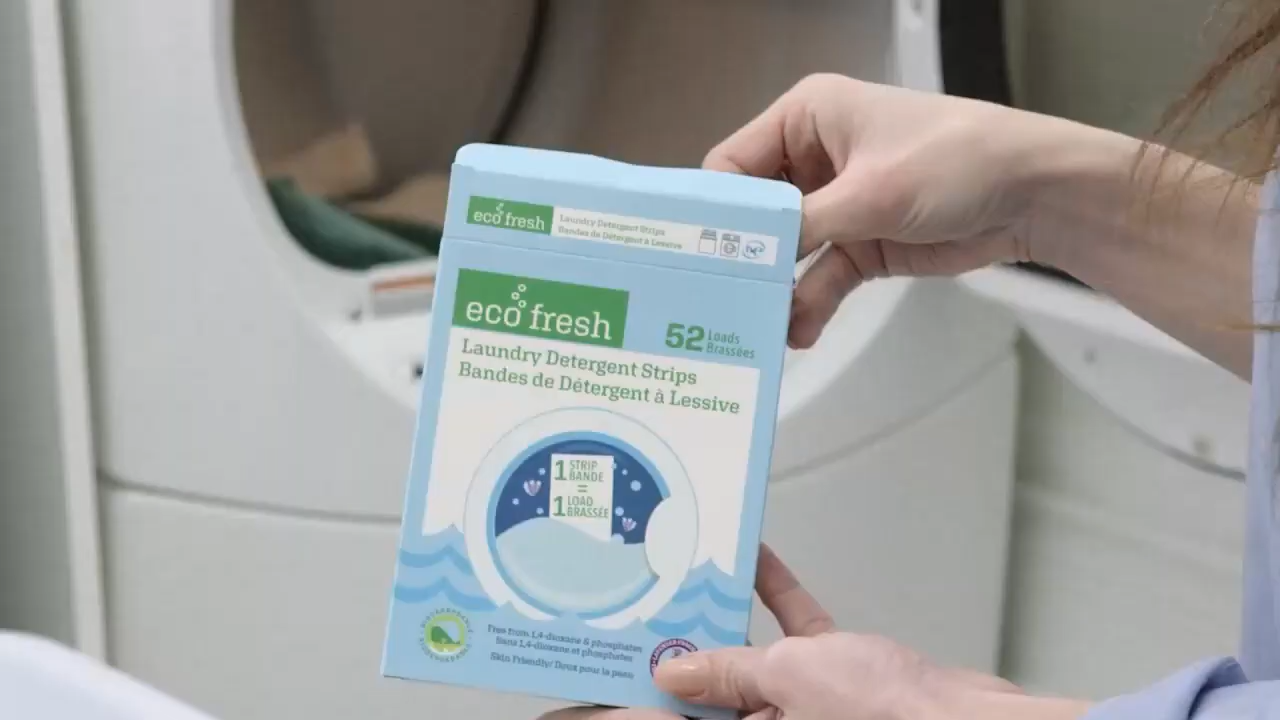 eco fresh
Laundry Detergent Strips
Bandes de Détergent à Lessive
eco fresh
52 Loads
Brassées
Laundry Detergent Strips
Bandes de Détergent à Lessive
1 STRIP
BANDE
=
1 LOAD
BRASSÉE
Free from 1,4-dioxane & phosphates
Sans 1,4-dioxane et phosphates
Skin Friendly/ Doux pour la peau